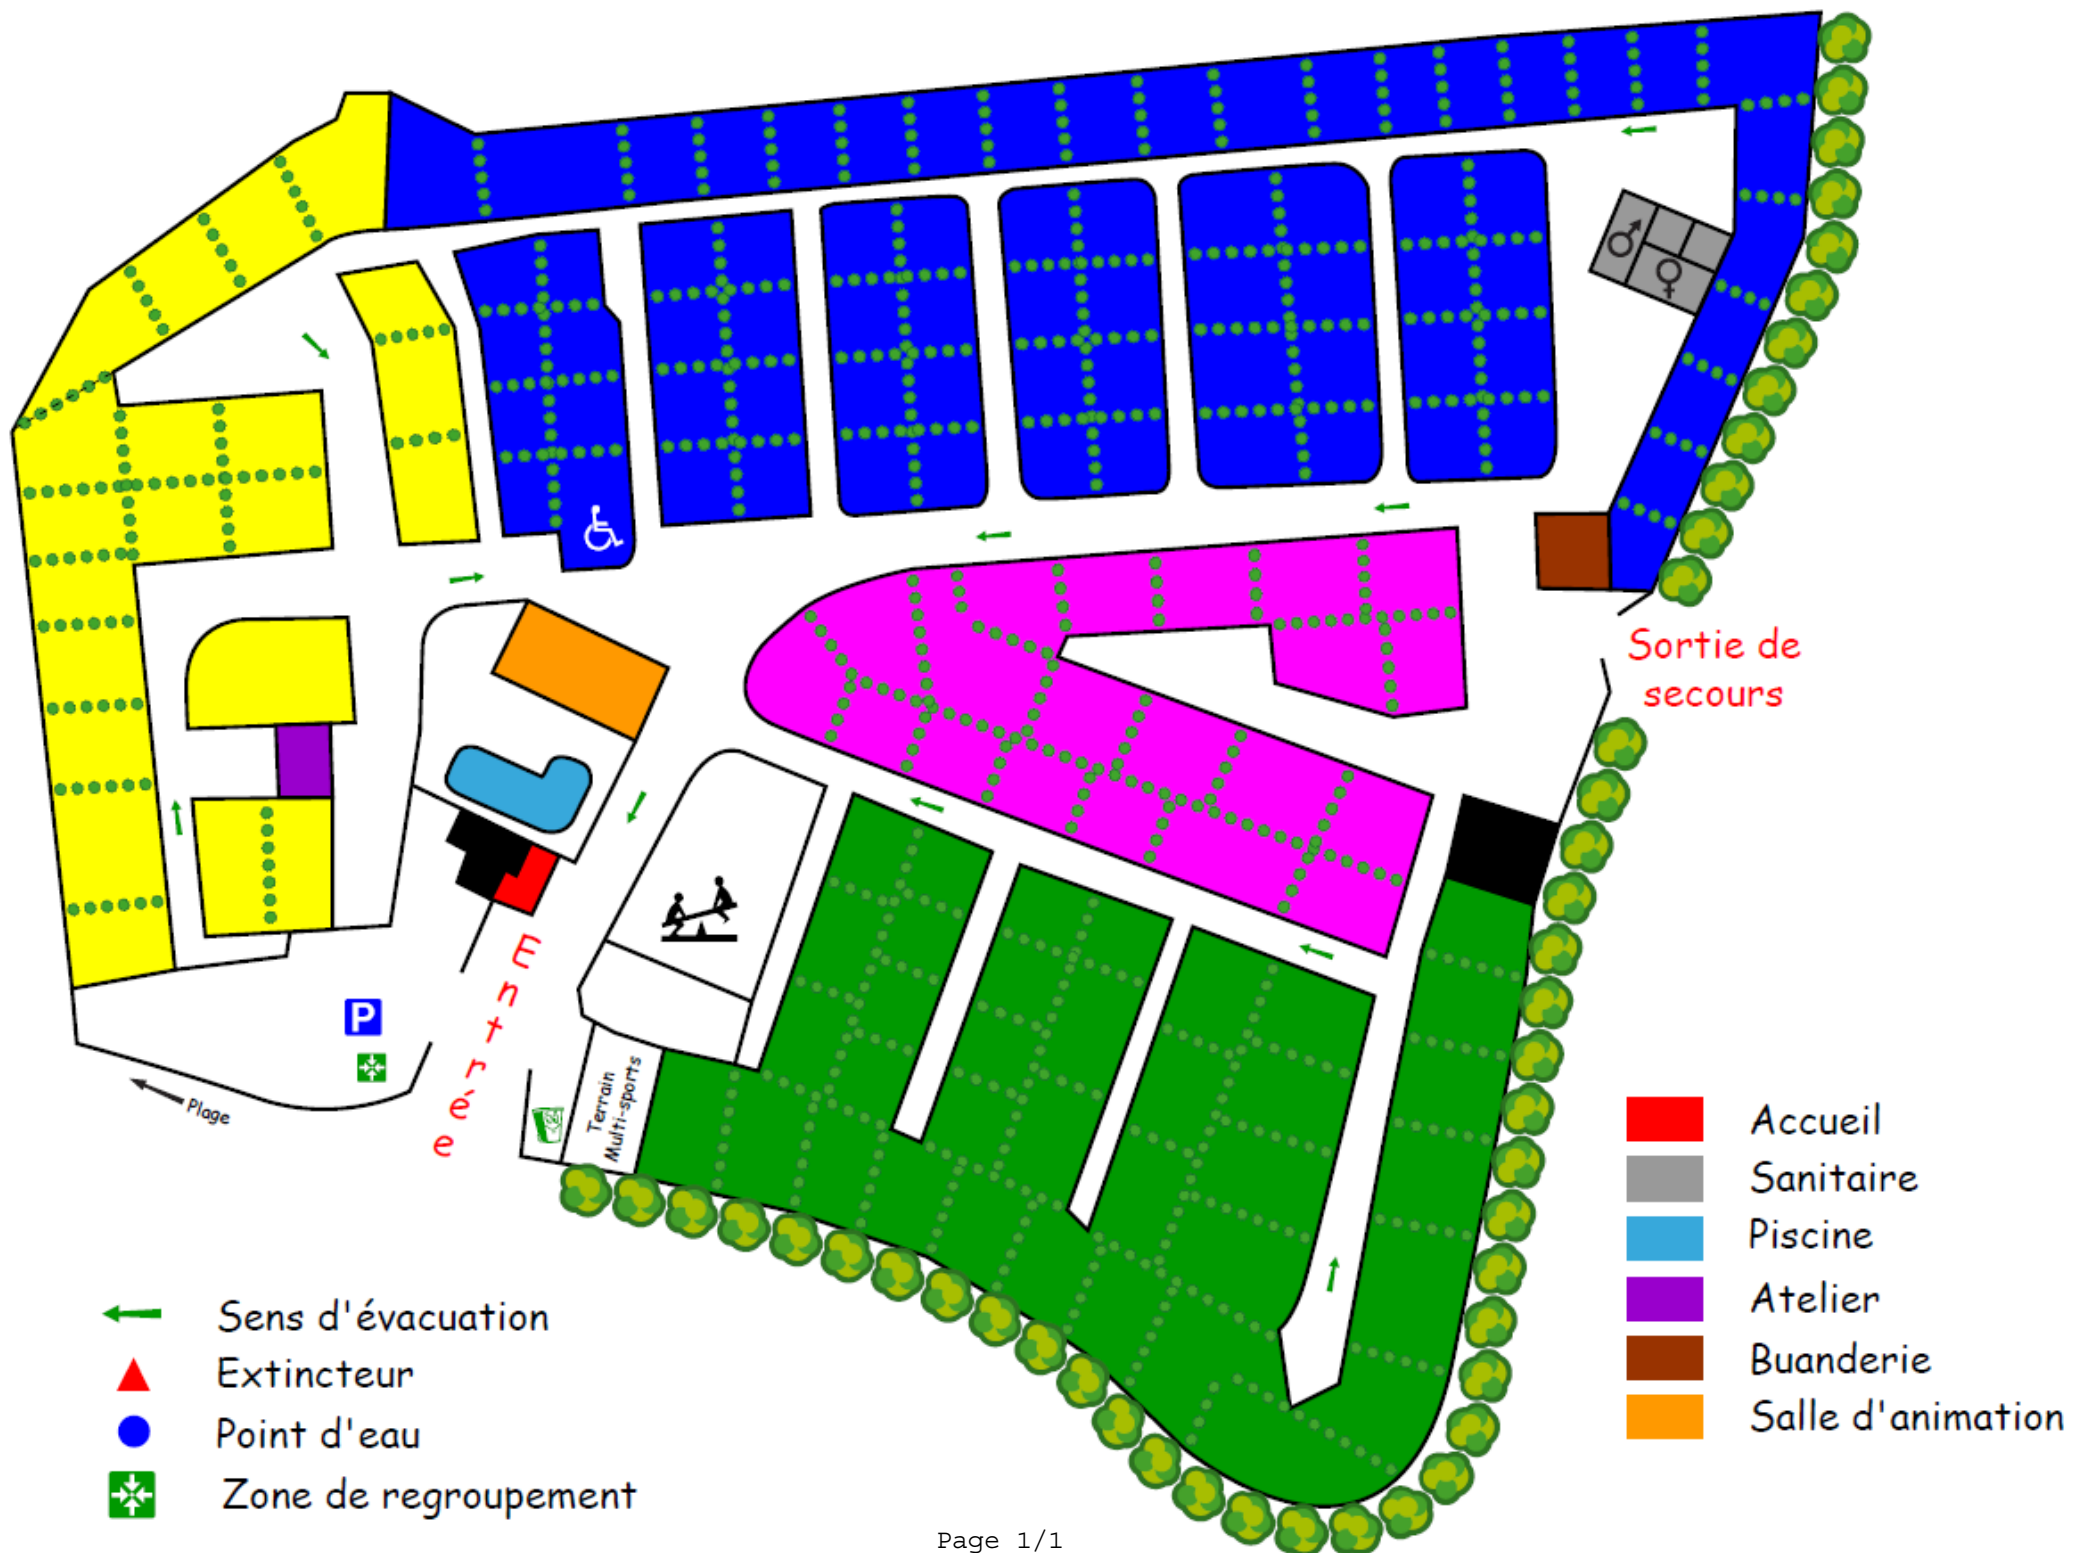 Sortie de
secours
Entrée
P
Plage
Terrain
Multi-sports
Accueil
Sanitaire
Piscine
Atelier
Buanderie
Salle d'animation
Sens d'évacuation
Extincteur
Point d'eau
Zone de regroupement
Page 1/1